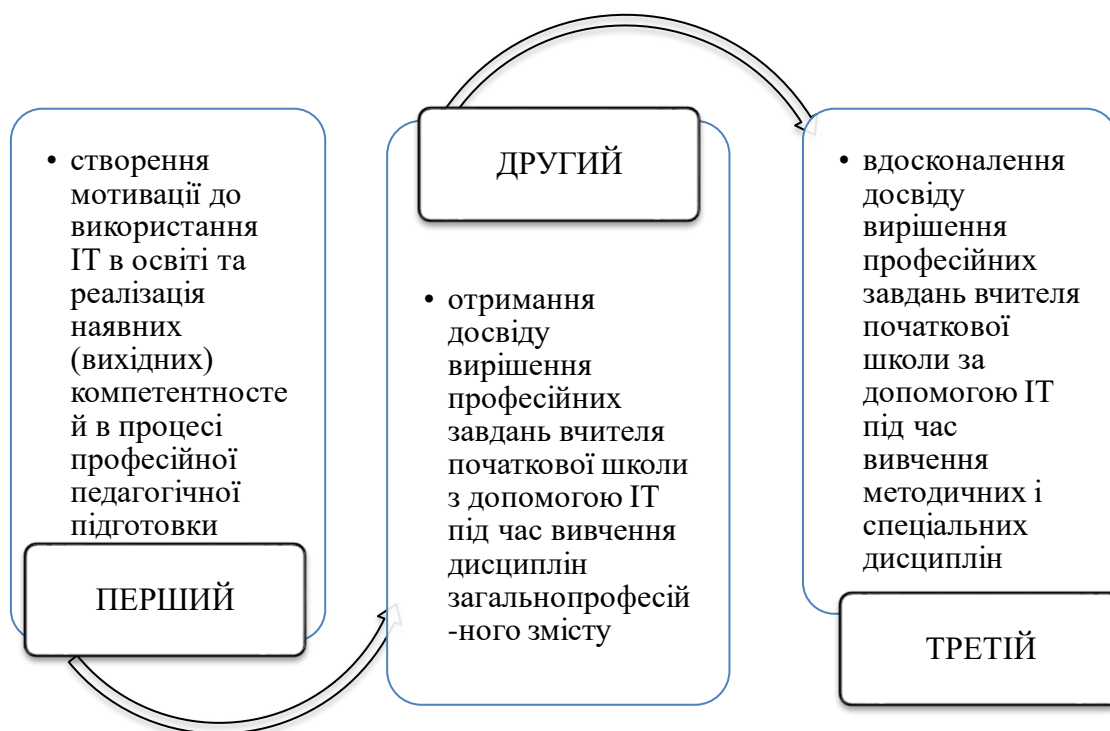 • створення
мотивації до
використання
ІТ в освіті та
реалізація
наявних
(вихідних)
компетентносте
й в процесі
професійної
педагогічної
підготовки
ПЕРШИЙ
ДРУГИЙ
• отримання
досвіду
вирішення
професійних
завдань вчителя
початкової школи
з допомогою ІТ
під час вивчення
дисциплін
загальнопрофесій
-ного змісту
• вдосконалення
досвіду
вирішення
професійних
завдань вчителя
початкової
школи за
допомогою ІТ
під час
вивчення
методичних і
спеціальних
дисциплін
ТРЕТІЙ